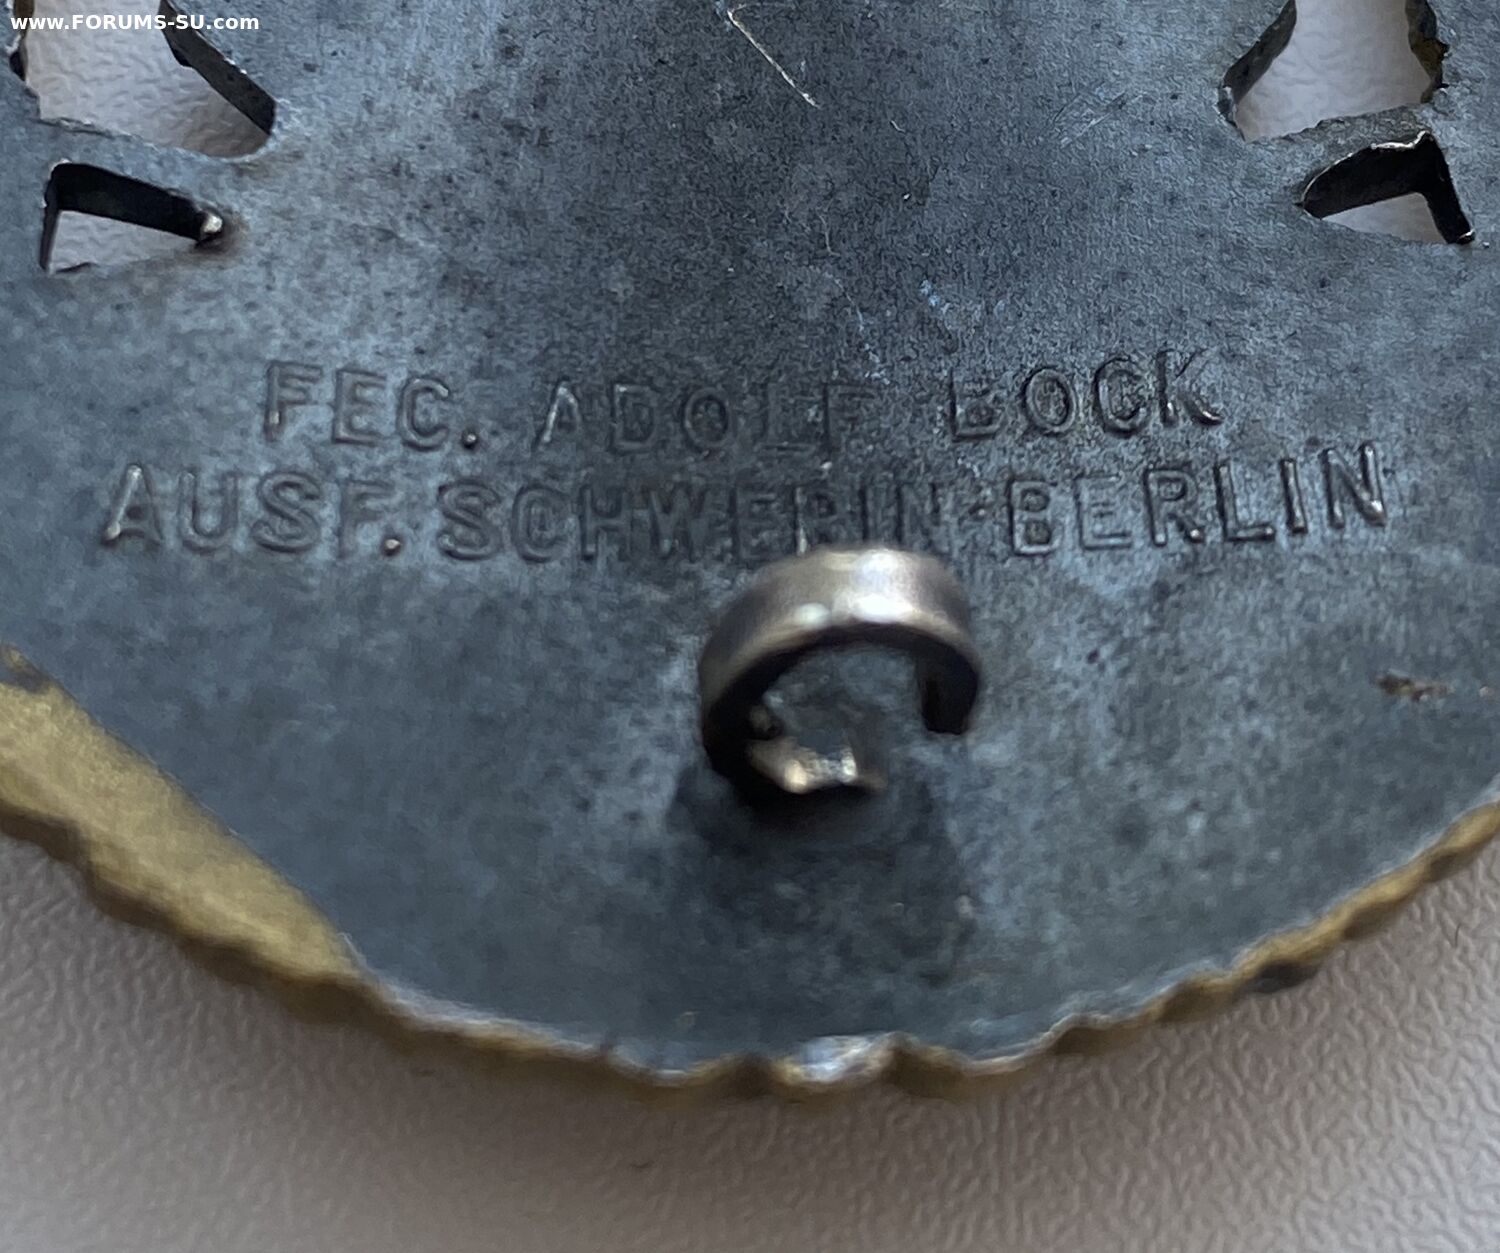 www.FORUMS-SU.com
FEC. ADOLF BOCK
AUSF. SCHWERIN·BERLIN